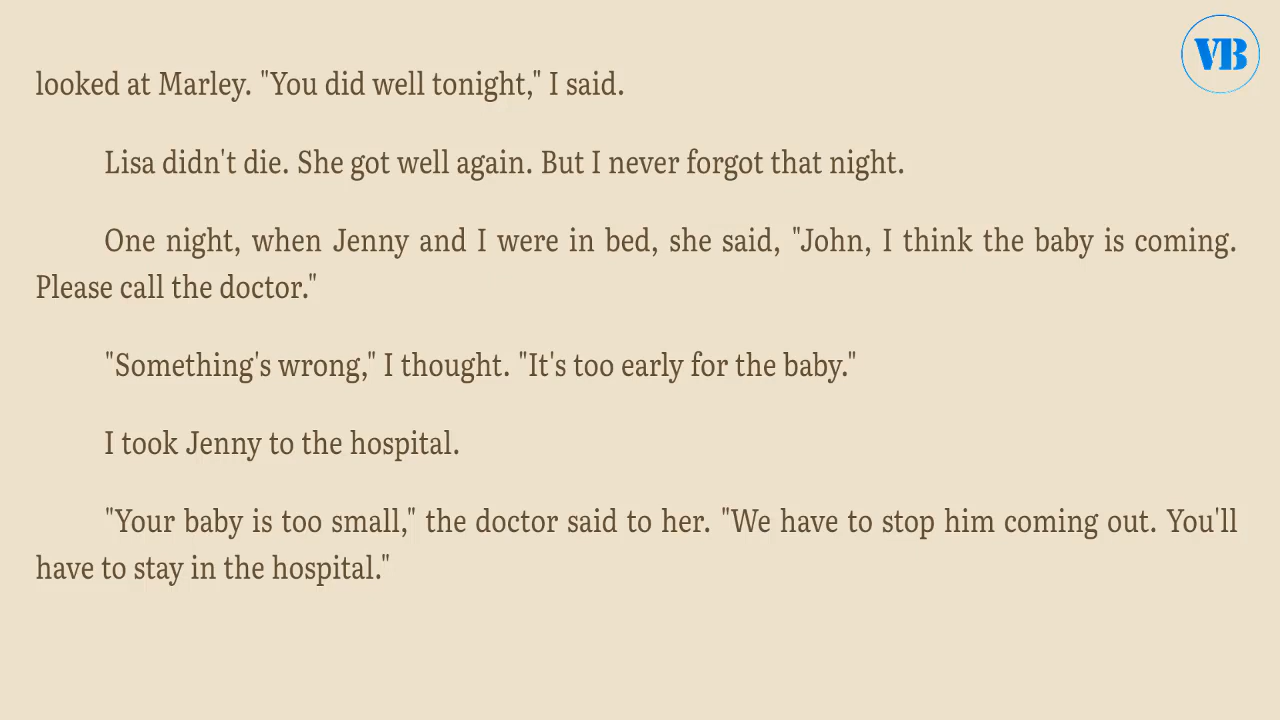 VB
looked at Marley. "You did well tonight," I said.
Lisa didn't die. She got well again. But I never forgot that night.
One night, when Jenny and I were in bed, she said, "John, I think the baby is coming.
Please call the doctor."
"Something's wrong," I thought. "It's too early for the baby."
I took Jenny to the hospital.
"Your baby is too small," the doctor said to her. "We have to stop him coming out. You'll
have to stay in the hospital."